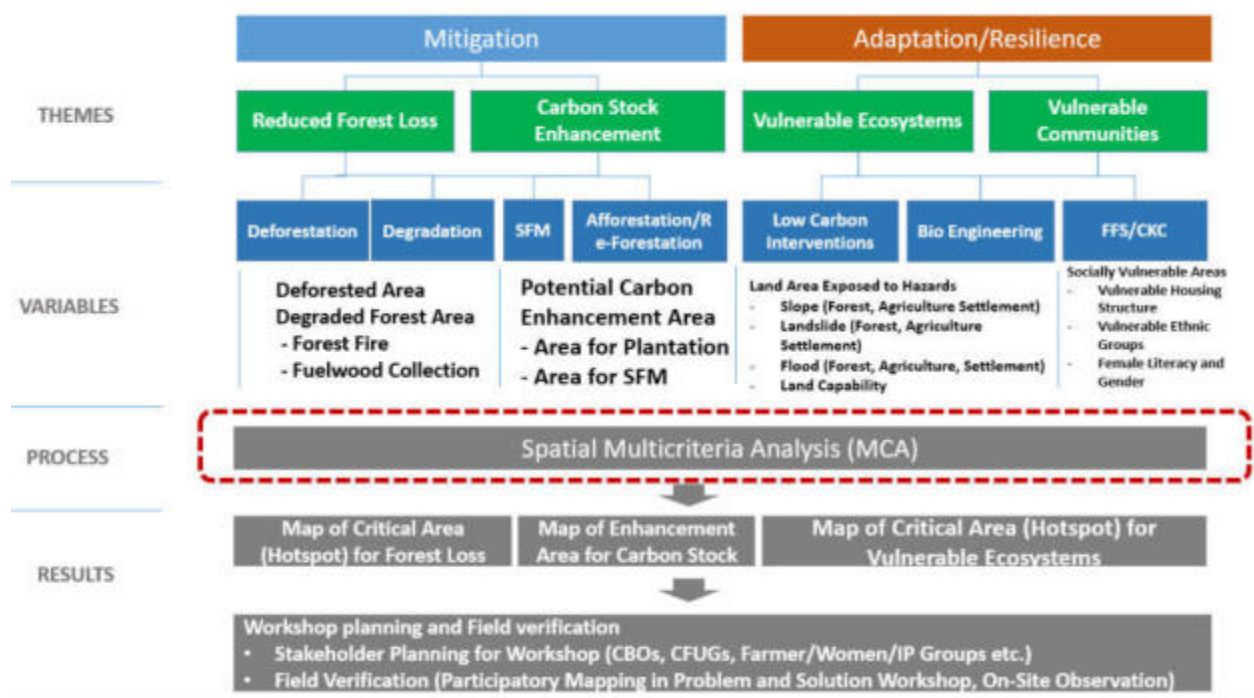 Mitigation
Adaptation/Resilience
THEMES
Reduced Forest Loss
Carbon Stock
Enhancement
Vulnerable Ecosystems
Vulnerable
Communities
VARIABLES
Deforestation
Degradation
SFM
Afforestation/R
e-Forestation
Low Carbon
Interventions
Bio Engineering
FFS/CKC
Deforested Area
Degraded Forest Area
- Forest Fire
- Fuelwood Collection
Potential Carbon
Enhancement Area
- Area for Plantation
- Area for SFM
Land Area Exposed to Hazards
- Slope (Forest, Agriculture Settlement)
- Landslide (Forest, Agriculture
Settlement)
- Flood (Forest, Agriculture, Settlement)
- Land Capability
Socially Vulnerable Areas
- Vulnerable Housing
Structure
- Vulnerable Ethnic
Groups
- Female Literacy and
Gender
PROCESS
Spatial Multicriteria Analysis (MCA)
RESULTS
Map of Critical Area
(Hotspot) for Forest Loss
Map of Enhancement
Area for Carbon Stock
Map of Critical Area (Hotspot) for
Vulnerable Ecosystems
Workshop planning and Field verification
• Stakeholder Planning for Workshop (CBOs, CFUGs, Farmer/Women/IP Groups etc.)
• Field Verification (Participatory Mapping in Problem and Solution Workshop, On-Site Observation)